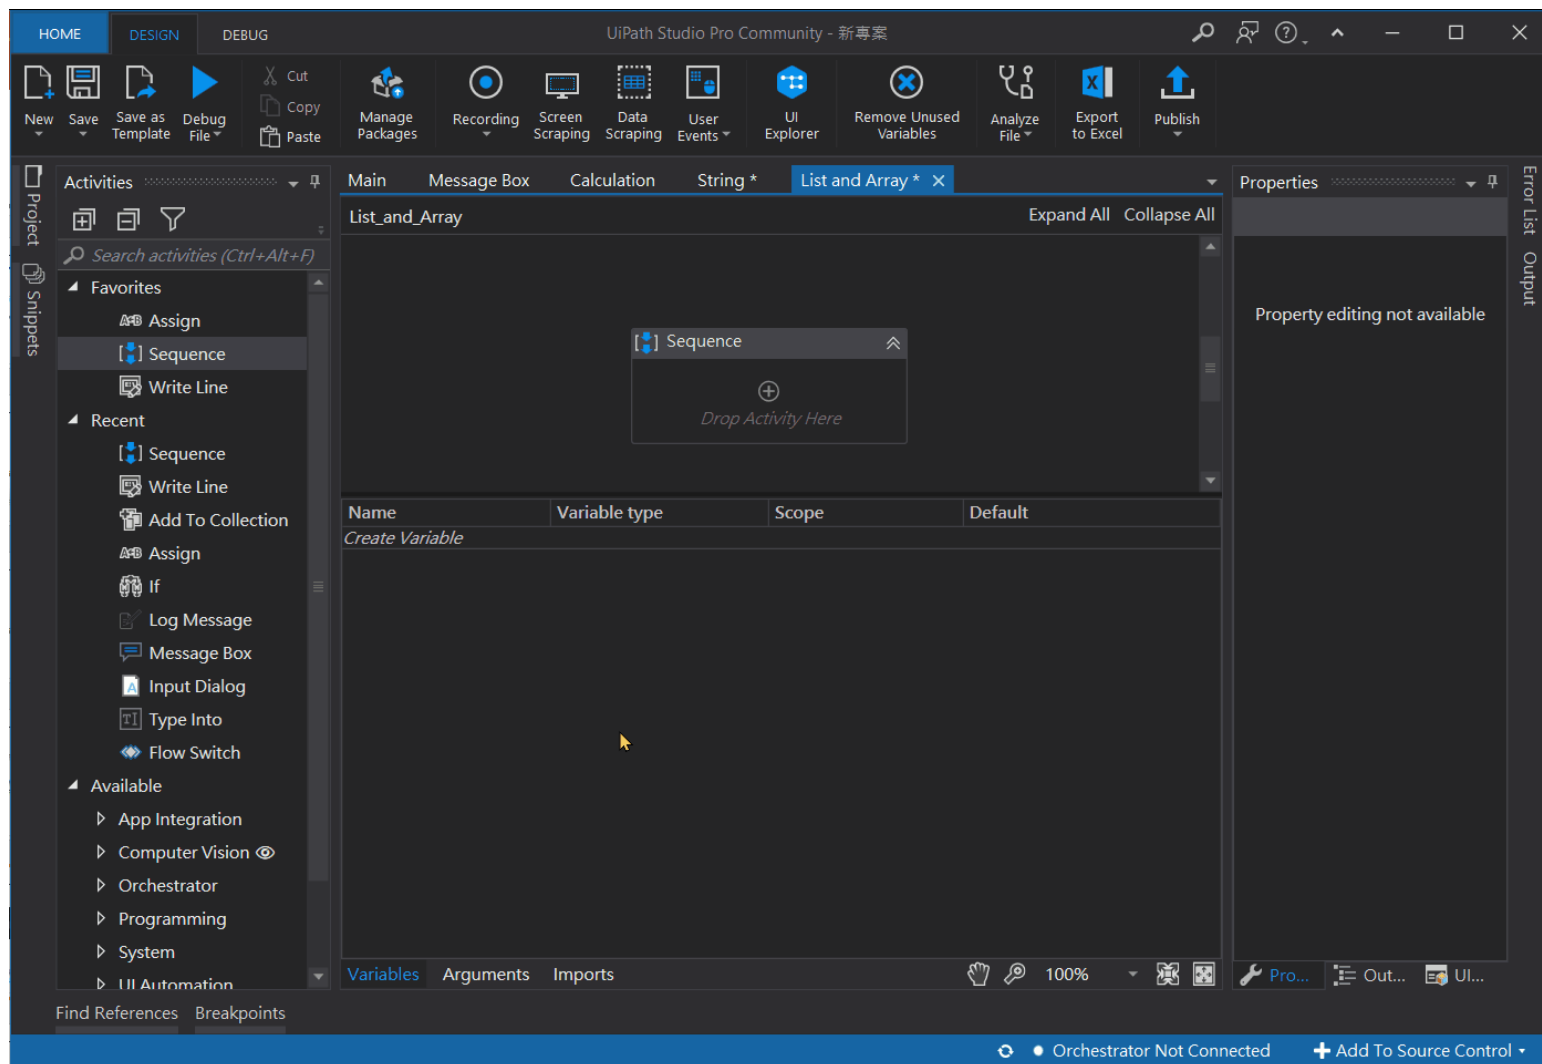 HOME DESIGN DEBUG UiPath Studio Pro Community - 新專案
New Save Save as Template Debug File Cut Copy Paste Manage Packages Recording Screen Scraping Data Scraping User Events UI Explorer Remove Unused Variables Analyze File Export to Excel Publish
Project
Snippets
Activities
Search activities (Ctrl+Alt+F)
Favorites
Assign
Sequence
Write Line
Recent
Sequence
Write Line
Add To Collection
Assign
If
Log Message
Message Box
Input Dialog
Type Into
Flow Switch
Available
App Integration
Computer Vision
Orchestrator
Programming
System
UI Automation
Main Message Box Calculation String * List and Array *
List_and_Array Expand All Collapse All
Sequence
Drop Activity Here
Name Variable type Scope Default
Create Variable
Variables Arguments Imports 100%
Properties
Property editing not available
Pro... Out... UI...
Error List
Output
Find References Breakpoints
Orchestrator Not Connected Add To Source Control